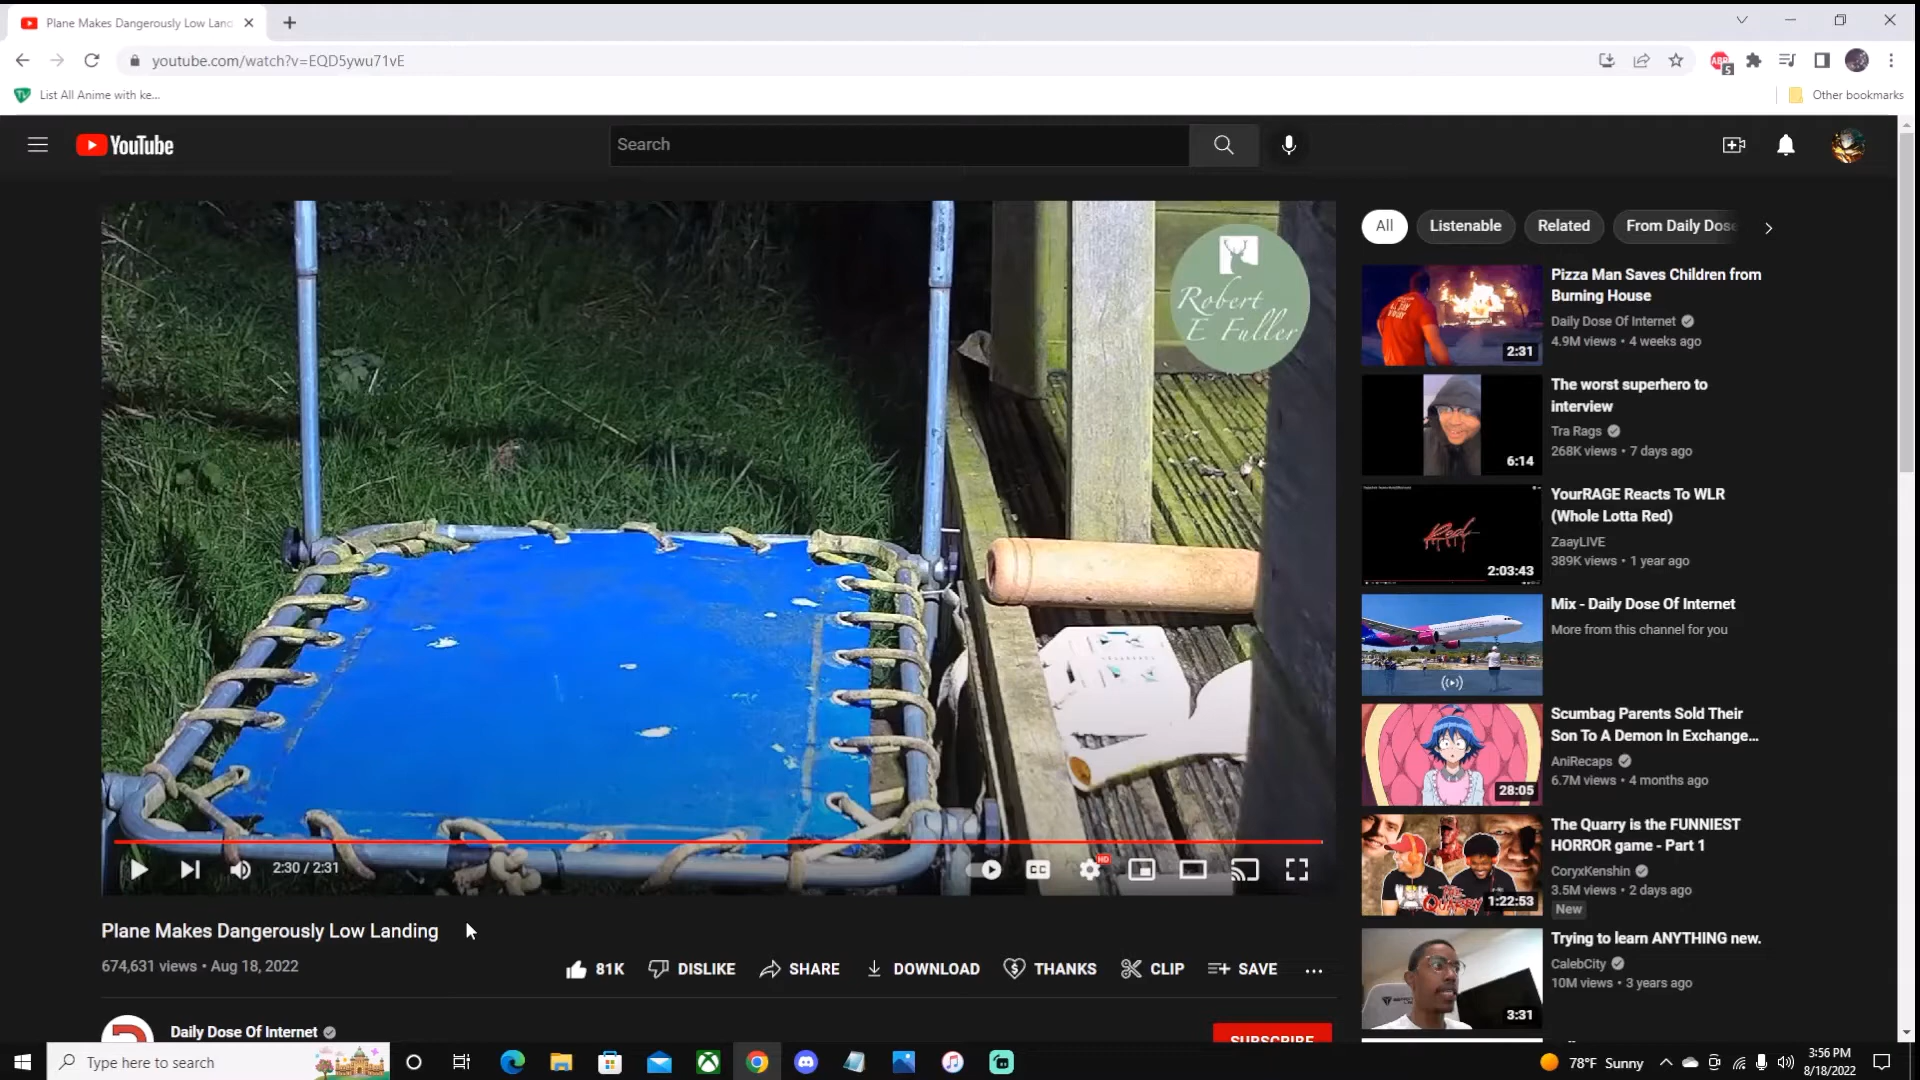 Plane Makes Dangerously Low Land
youtube.com/watch?v=EQD5ywu71vE
ABP
5
TV
List All Anime with ke...
Other bookmarks
YouTube
Search
Robert
E Fuller
2:30 / 2:31
CC
HD
Plane Makes Dangerously Low Landing
674,631 views • Aug 18, 2022
81K
DISLIKE
SHARE
DOWNLOAD
THANKS
CLIP
SAVE
Daily Dose Of Internet
SUBSCRIBE
All
Listenable
Related
From Daily Dose
2:31
Pizza Man Saves Children from
Burning House
Daily Dose Of Internet
4.9M views • 4 weeks ago
6:14
The worst superhero to
interview
Tra Rags
268K views • 7 days ago
Red
2:03:43
YourRAGE Reacts To WLR
(Whole Lotta Red)
ZaayLIVE
389K views • 1 year ago
Mix - Daily Dose Of Internet
More from this channel for you
28:05
Scumbag Parents Sold Their
Son To A Demon In Exchange...
AniRecaps
6.7M views • 4 months ago
1:22:53
The Quarry is the FUNNIEST
HORROR game - Part 1
CoryxKenshin
3.5M views • 2 days ago
New
3:31
Trying to learn ANYTHING new.
CalebCity
10M views • 3 years ago
Type here to search
78°F Sunny
3:56 PM
8/18/2022